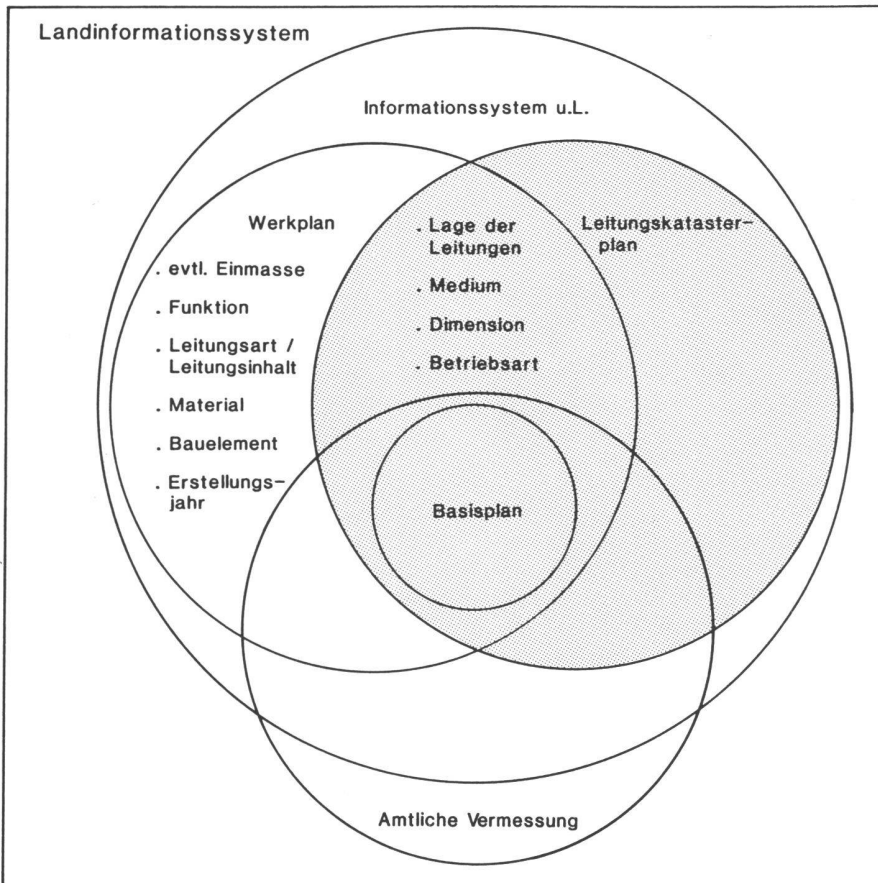 Landinformationssystem
Informationssystem u.L.
Werkplan
. evtl. Einmasse
. Funktion
. Leitungsart /
Leitungsinhalt
. Material
. Bauelement
. Erstellungs-
jahr
. Lage der
Leitungen
. Medium
. Dimension
. Betriebsart
Leitungskataster-
plan
Basisplan
Amtliche Vermessung